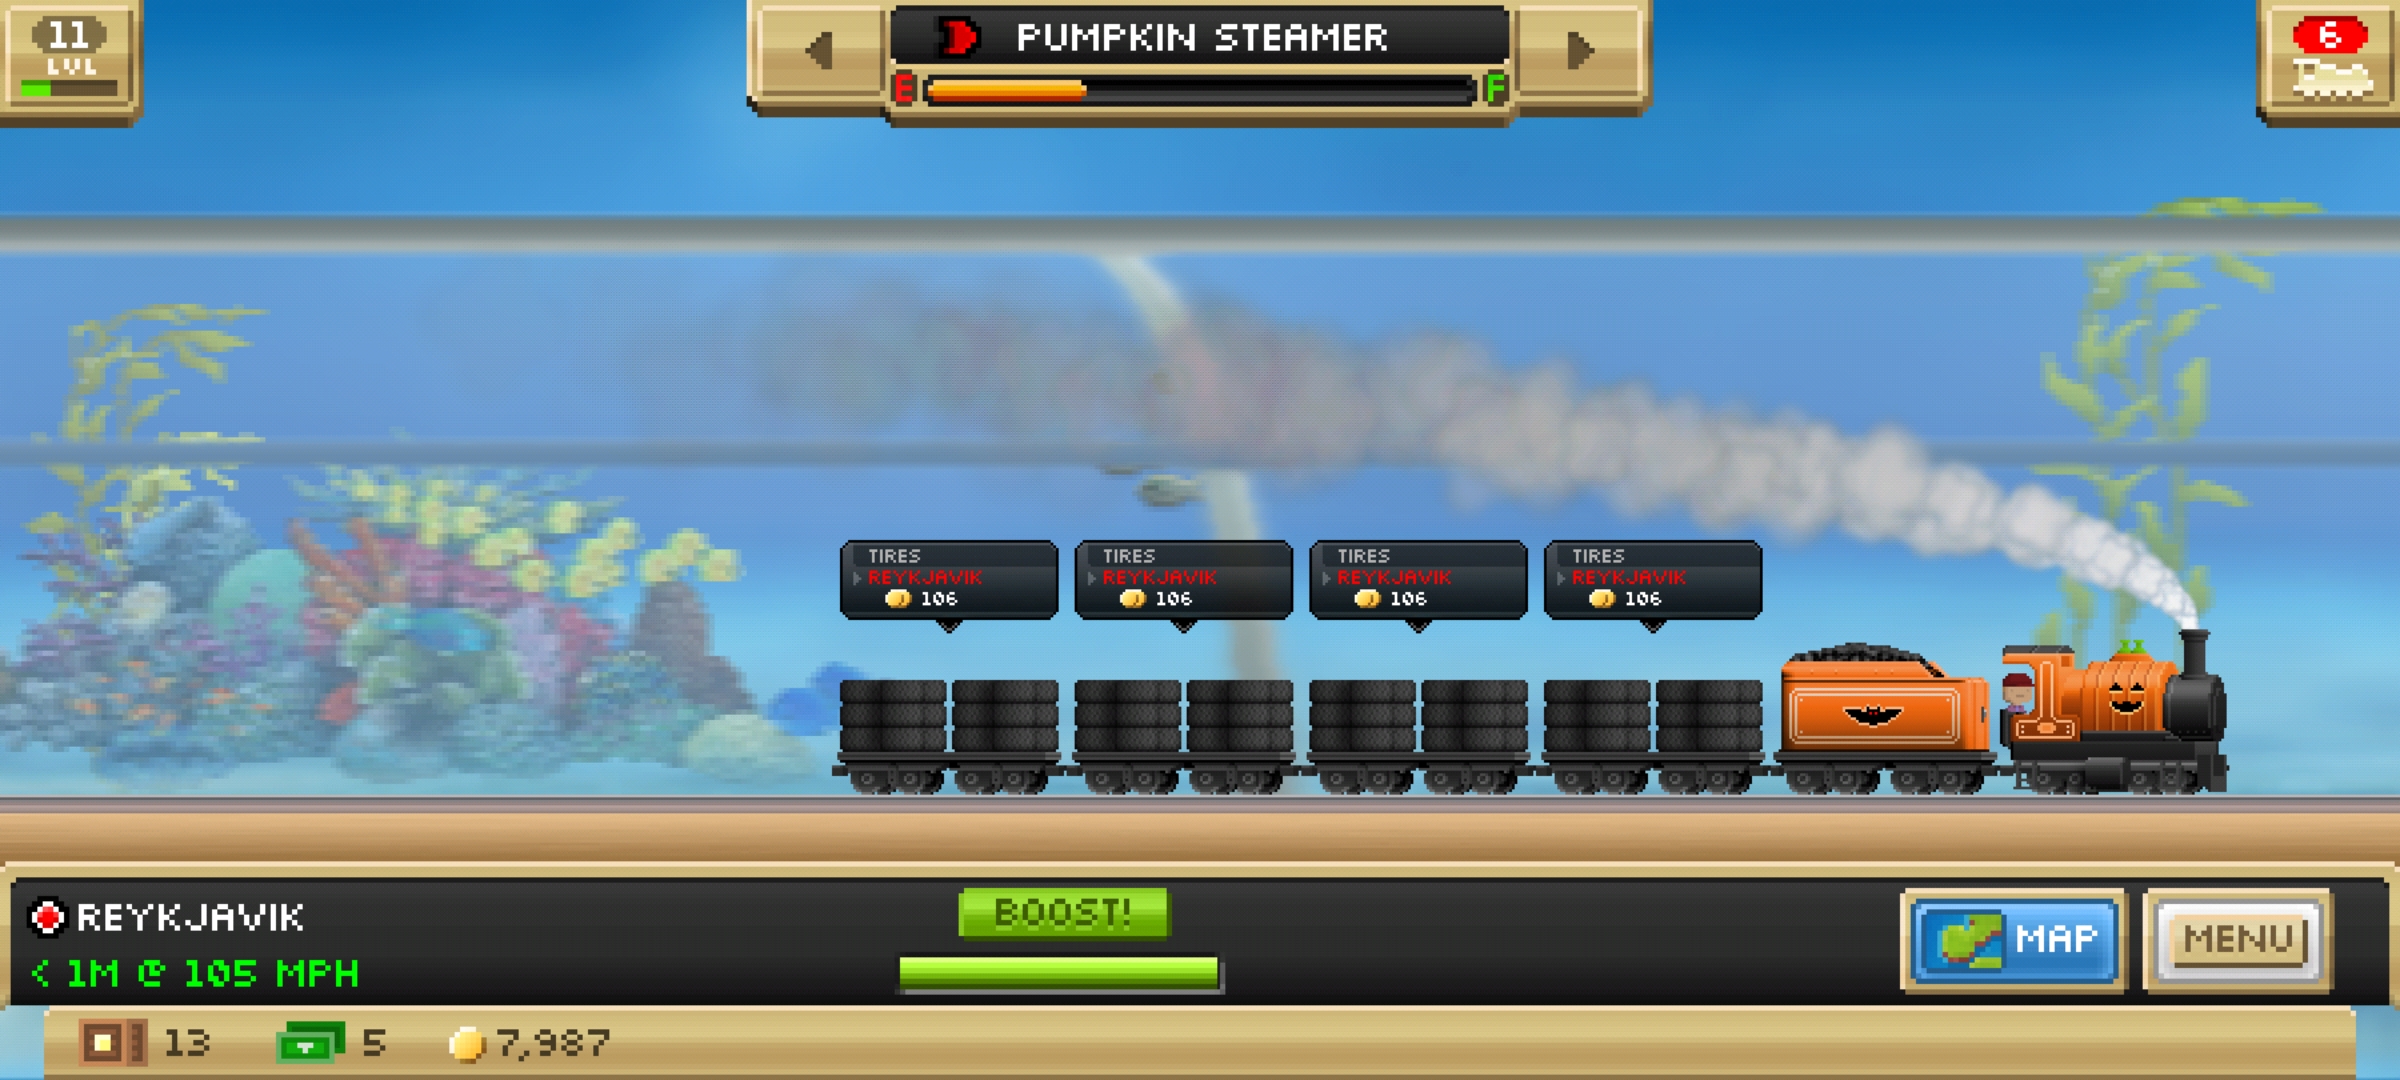 11
LVL
PUMPKIN STEAMER
E F
6
TIRES
REYKJAVIK
106
TIRES
REYKJAVIK
106
TIRES
REYKJAVIK
106
TIRES
REYKJAVIK
106
REYKJAVIK
< 1M @ 105 MPH
BOOST!
MAP
MENU
13
5
7,987